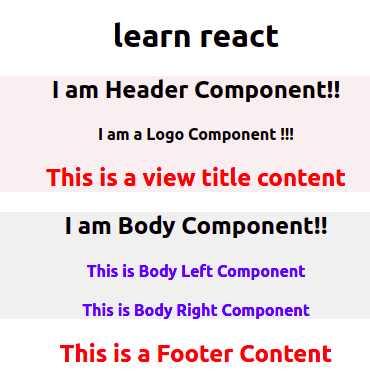 learn react
I am Header Component!!
I am a Logo Component !!!
This is a view title content
I am Body Component!!
This is Body Left Component
This is Body Right Component
This is a Footer Content